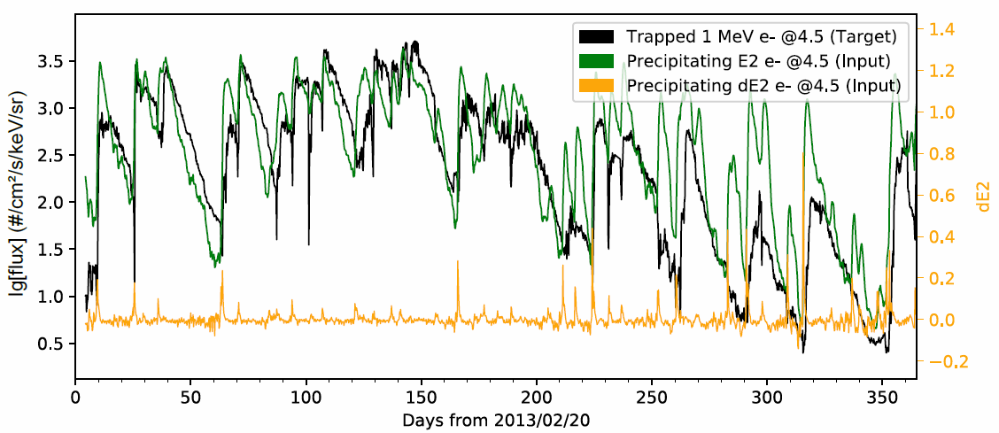 Trapped 1 MeV e- @4.5 (Target)
Precipitating E2 e- @4.5 (Input)
Precipitating dE2 e- @4.5 (Input)
lg[flux] (#/cm²/s/keV/sr)
3.5
3.0
2.5
2.0
1.5
1.0
0.5
1.4
1.2
1.0
0.8
0.6
0.4
0.2
0.0
−0.2
dE2
0 50 100 150 200 250 300 350
Days from 2013/02/20